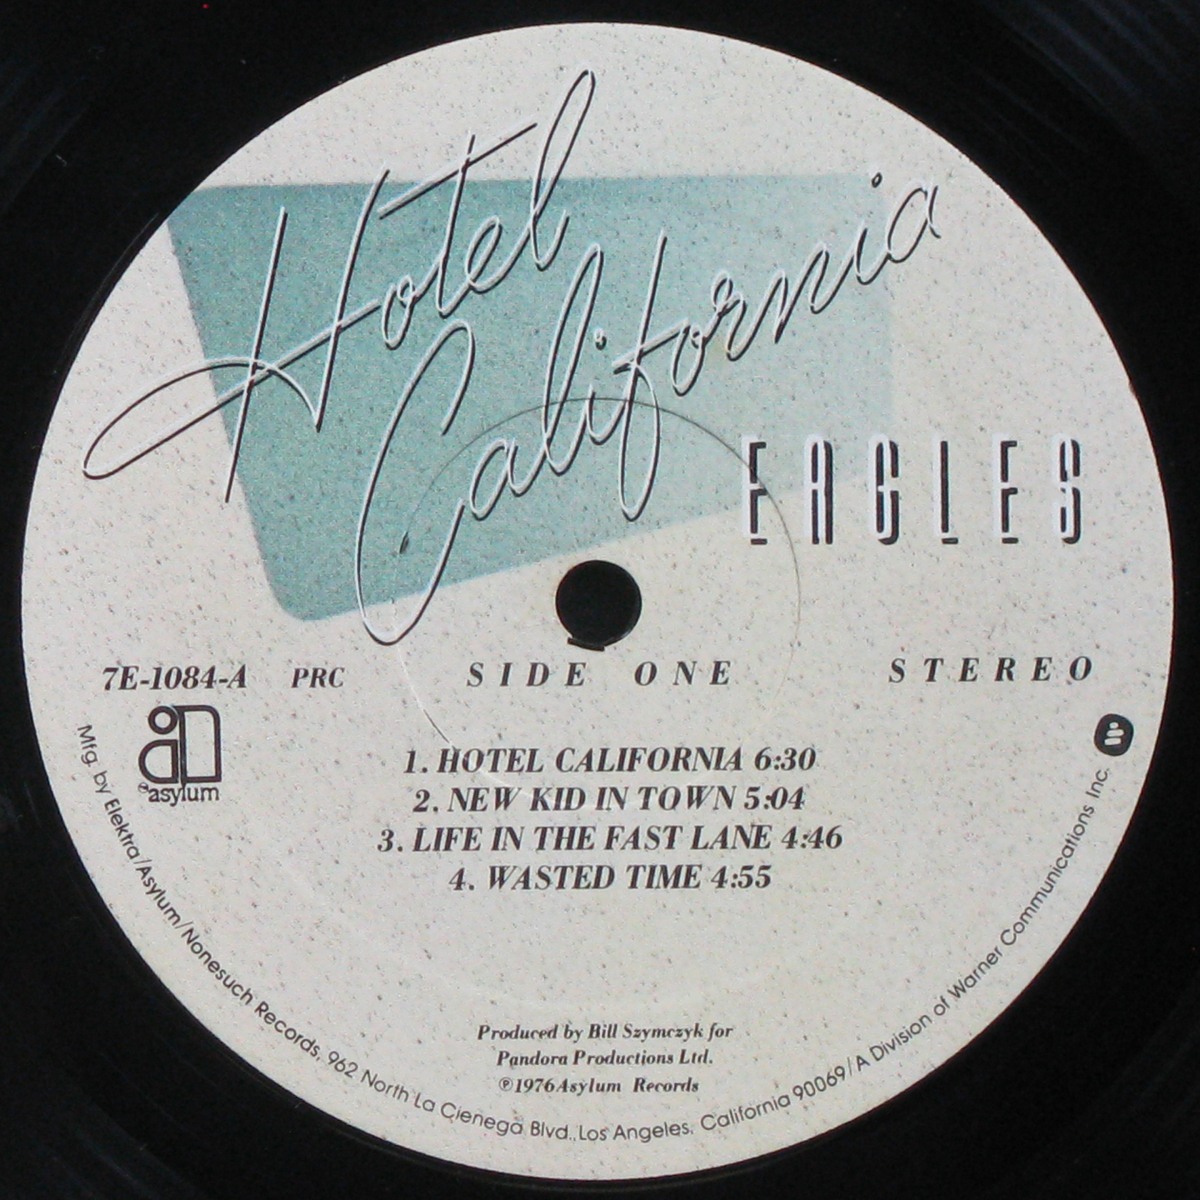 Hotel
California
EAGLES
7E-1084-A PRC SIDE ONE STEREO
asylum
1. HOTEL CALIFORNIA 6:30
2. NEW KID IN TOWN 5:04
3. LIFE IN THE FAST LANE 4:46
4. WASTED TIME 4:55
Produced by Bill Szymczyk for
Pandora Productions Ltd.
℗1976 Asylum Records
Mfg. by Elektra/Asylum/Nonesuch Records, 962 North La Cienega Blvd., Los Angeles, California 90069/A Division of Warner Communications Inc.